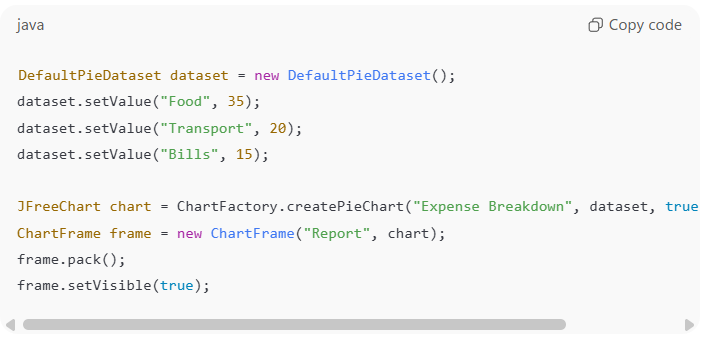 java
Copy code
DefaultPieDataset dataset = new DefaultPieDataset();
dataset.setValue("Food", 35);
dataset.setValue("Transport", 20);
dataset.setValue("Bills", 15);
JFreeChart chart = ChartFactory.createPieChart("Expense Breakdown", dataset, true
ChartFrame frame = new ChartFrame("Report", chart);
frame.pack();
frame.setVisible(true);